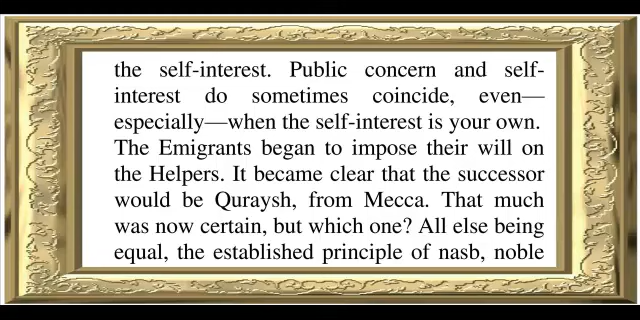 the self-interest. Public concern and self-
interest do sometimes coincide, even—
especially—when the self-interest is your own.
The Emigrants began to impose their will on
the Helpers. It became clear that the successor
would be Quraysh, from Mecca. That much
was now certain, but which one? All else being
equal, the established principle of nasb, noble